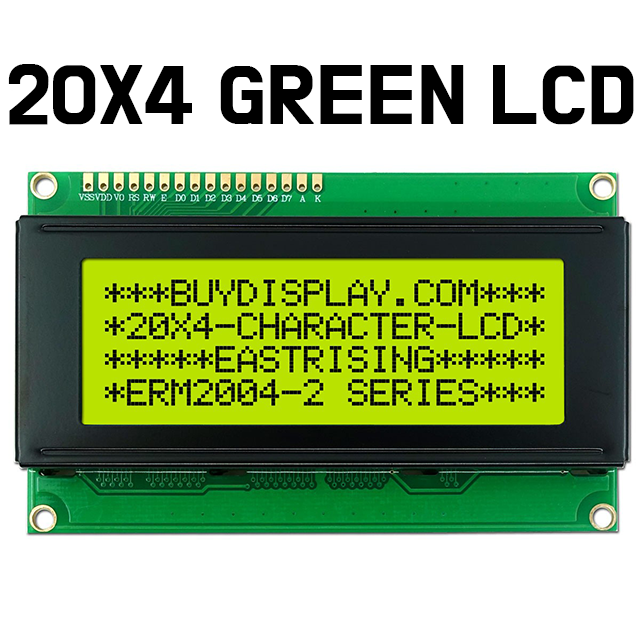 20X4 GREEN LCD
VSS VDD V0 RS RW E D0 D1 D2 D3 D4 D5 D6 D7 A K
***BUYDISPLAY.COM***
*20X4-CHARACTER-LCD*
*****EASTRISING*****
*ERM2004-2 SERIES***